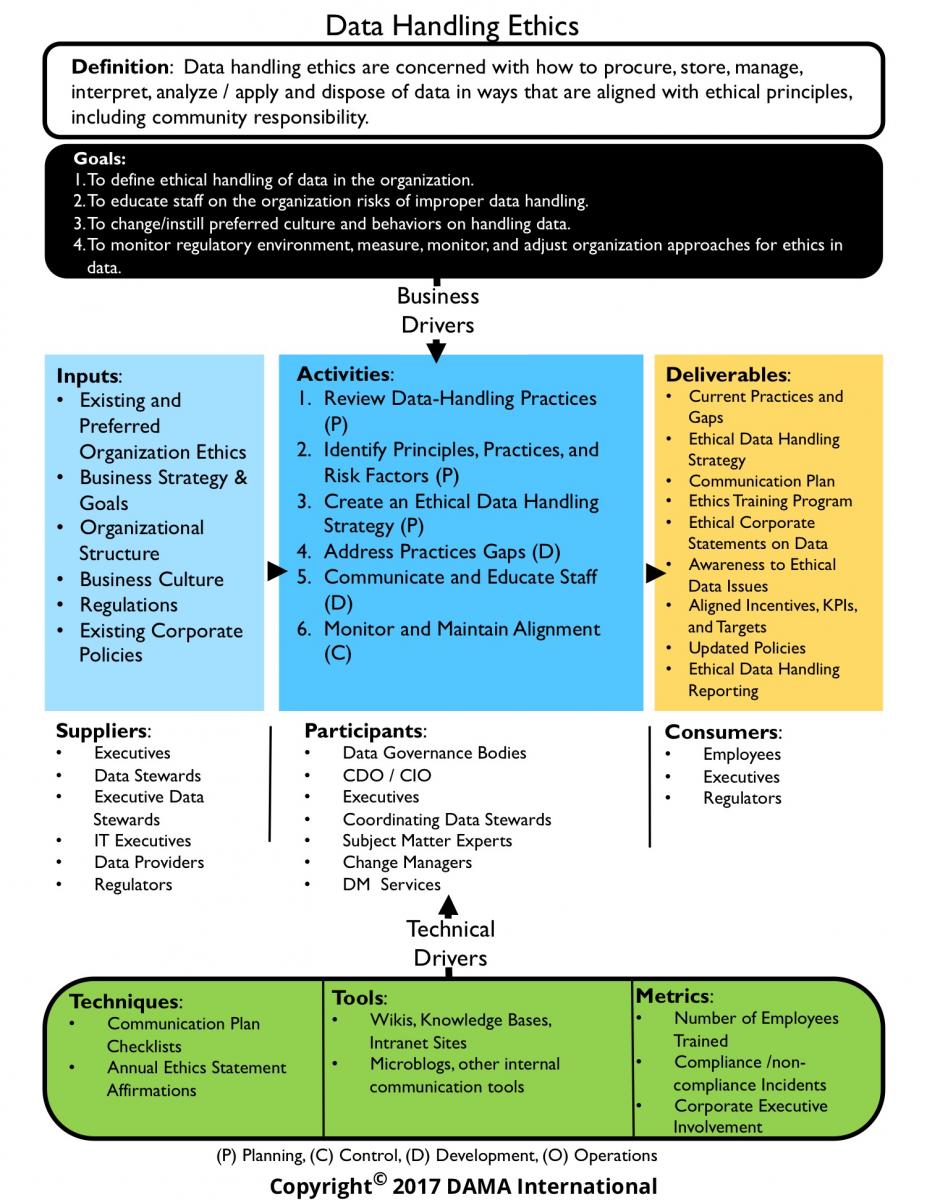 Data Handling Ethics
Definition: Data handling ethics are concerned with how to procure, store, manage,
interpret, analyze / apply and dispose of data in ways that are aligned with ethical principles,
including community responsibility.
Goals:
1.To define ethical handling of data in the organization.
2.To educate staff on the organization risks of improper data handling.
3.To change/instill preferred culture and behaviors on handling data.
4.To monitor regulatory environment, measure, monitor, and adjust organization approaches for ethics in
data.
Business
Drivers
Inputs:
• Existing and
Preferred
Organization Ethics
• Business Strategy &
Goals
• Organizational
Structure
• Business Culture
• Regulations
• Existing Corporate
Policies
Activities:
1. Review Data-Handling Practices
(P)
2. Identify Principles, Practices, and
Risk Factors (P)
3. Create an Ethical Data Handling
Strategy (P)
4. Address Practices Gaps (D)
5. Communicate and Educate Staff
(D)
6. Monitor and Maintain Alignment
(C)
Deliverables:
• Current Practices and
Gaps
• Ethical Data Handling
Strategy
• Communication Plan
• Ethics Training Program
• Ethical Corporate
Statements on Data
• Awareness to Ethical
Data Issues
• Aligned Incentives, KPIs,
and Targets
• Updated Policies
• Ethical Data Handling
Reporting
Suppliers:
• Executives
• Data Stewards
• Executive Data
Stewards
• IT Executives
• Data Providers
• Regulators
Participants:
• Data Governance Bodies
• CDO / CIO
• Executives
• Coordinating Data Stewards
• Subject Matter Experts
• Change Managers
• DM Services
Consumers:
• Employees
• Executives
• Regulators
Technical
Drivers
Techniques:
• Communication Plan
Checklists
• Annual Ethics Statement
Affirmations
Tools:
• Wikis, Knowledge Bases,
Intranet Sites
• Microblogs, other internal
communication tools
Metrics:
• Number of Employees
Trained
• Compliance /non-
compliance Incidents
• Corporate Executive
Involvement
(P) Planning, (C) Control, (D) Development, (O) Operations
Copyright© 2017 DAMA International